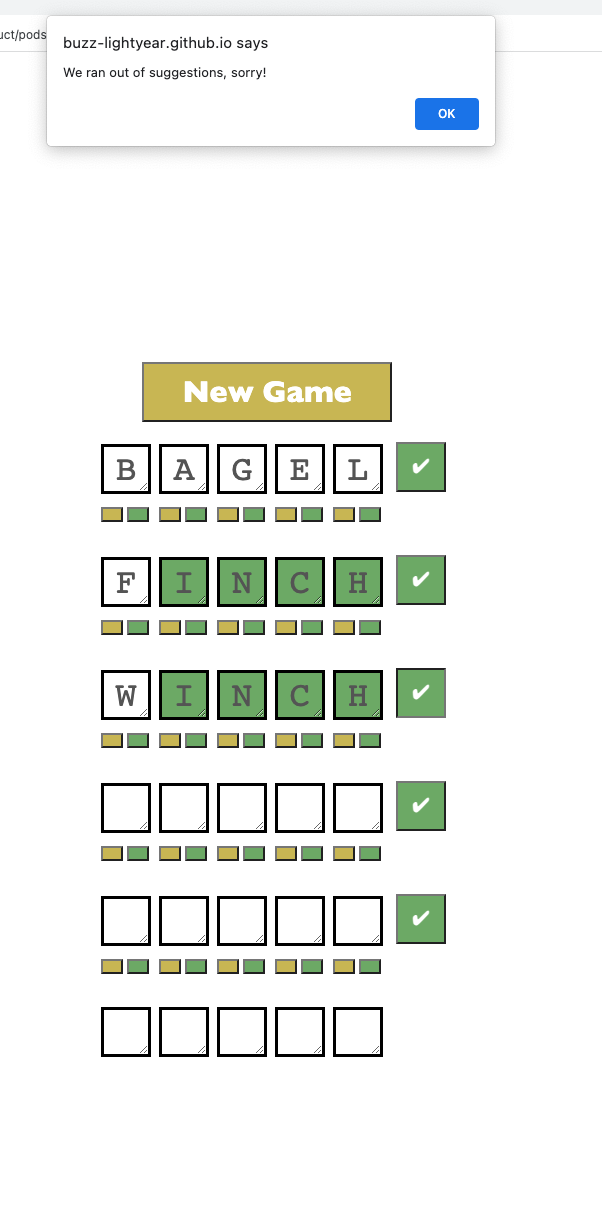 uct/pods
buzz-lightyear.github.io says
We ran out of suggestions, sorry!
OK
New Game
B A G E L ✔
F I N C H ✔
W I N C H ✔
✔
✔